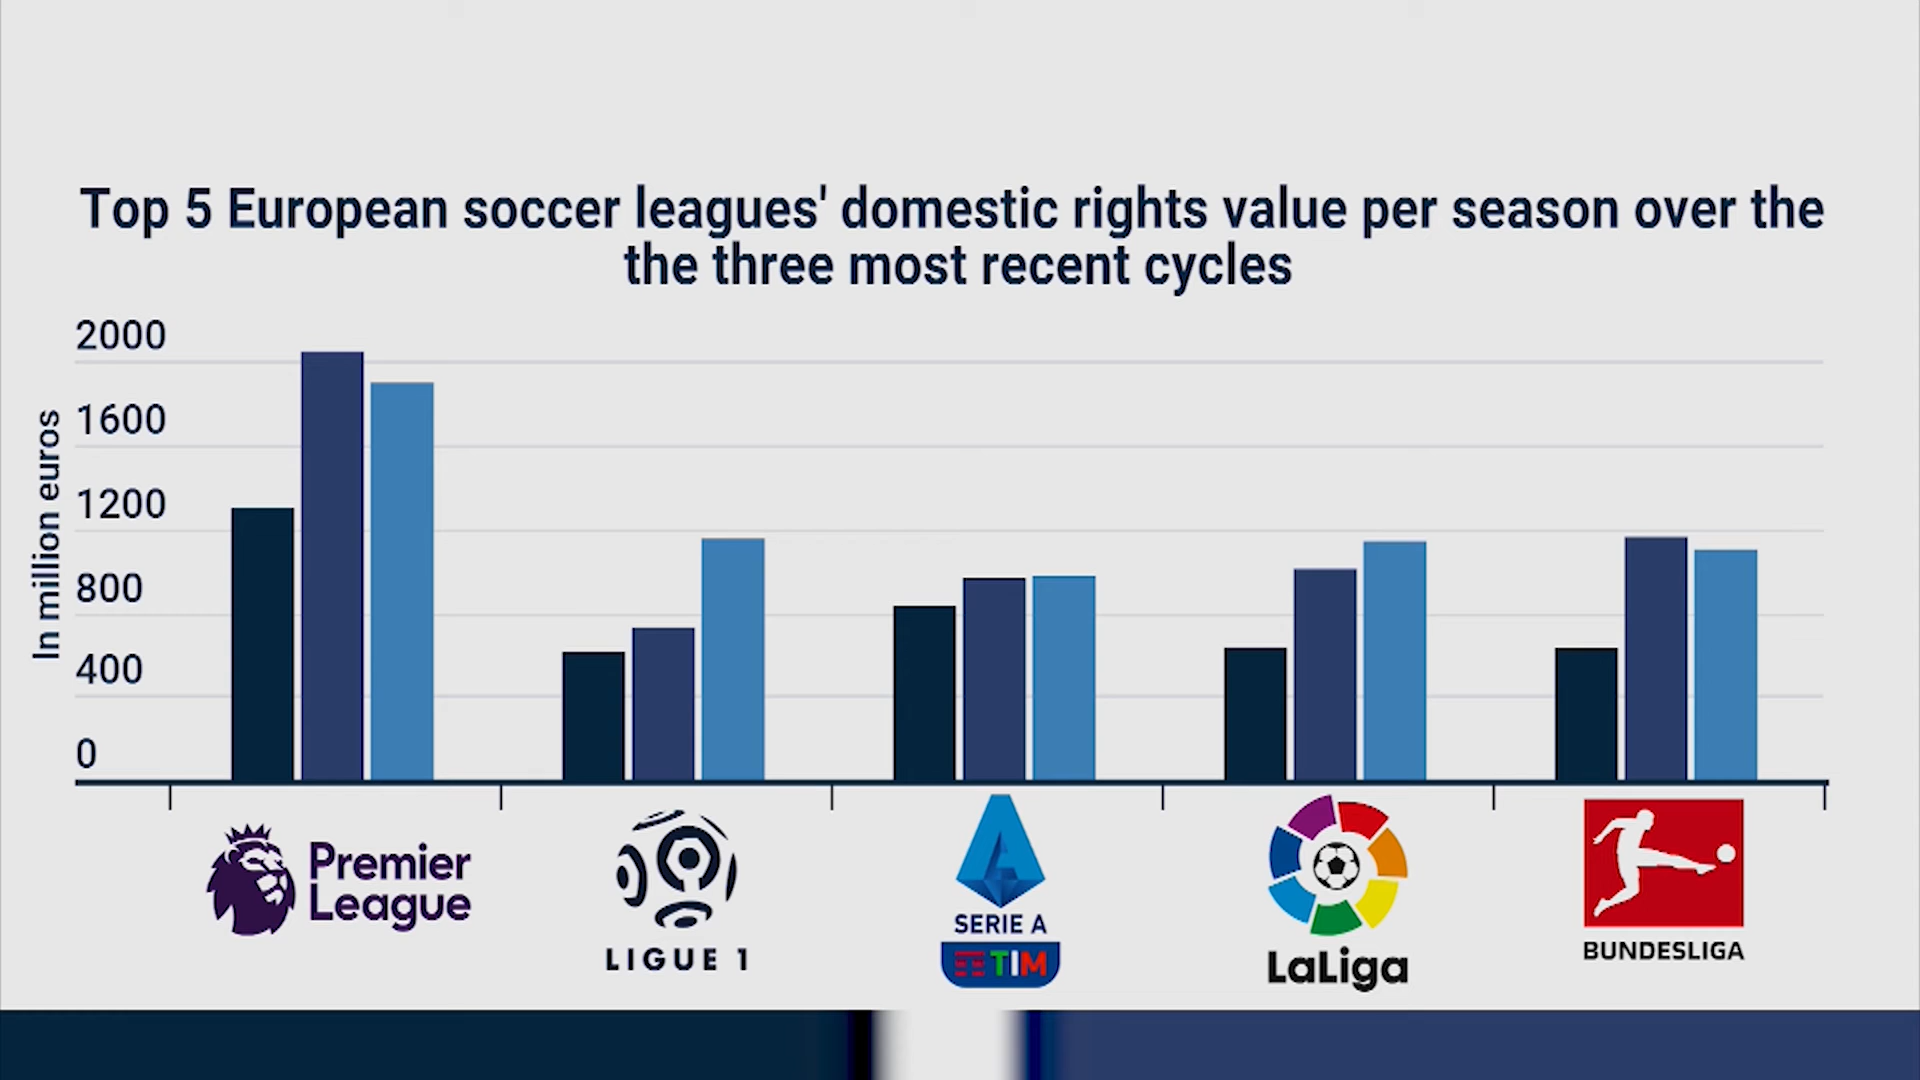 Top 5 European soccer leagues' domestic rights value per season over the
the three most recent cycles
In million euros
2000
1600
1200
800
400
0
Premier
League
LIGUE 1
SERIE A
TIM
LaLiga
BUNDESLIGA